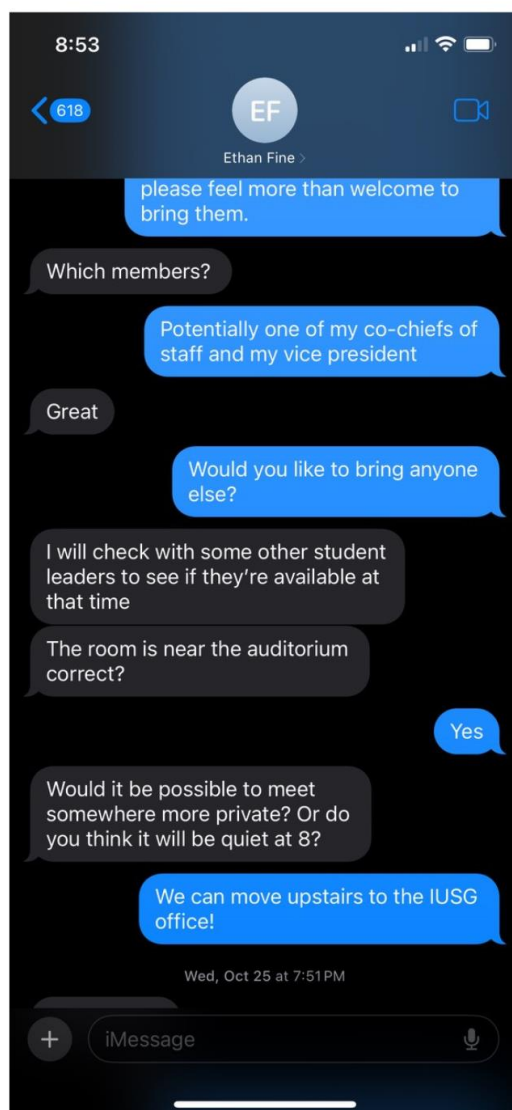 8:53
618
EF
Ethan Fine
please feel more than welcome to
bring them.
Which members?
Potentially one of my co-chiefs of
staff and my vice president
Great
Would you like to bring anyone
else?
I will check with some other student
leaders to see if they're available at
that time
The room is near the auditorium
correct?
Yes
Would it be possible to meet
somewhere more private? Or do
you think it will be quiet at 8?
We can move upstairs to the IUSG
office!
Wed, Oct 25 at 7:51 PM
iMessage